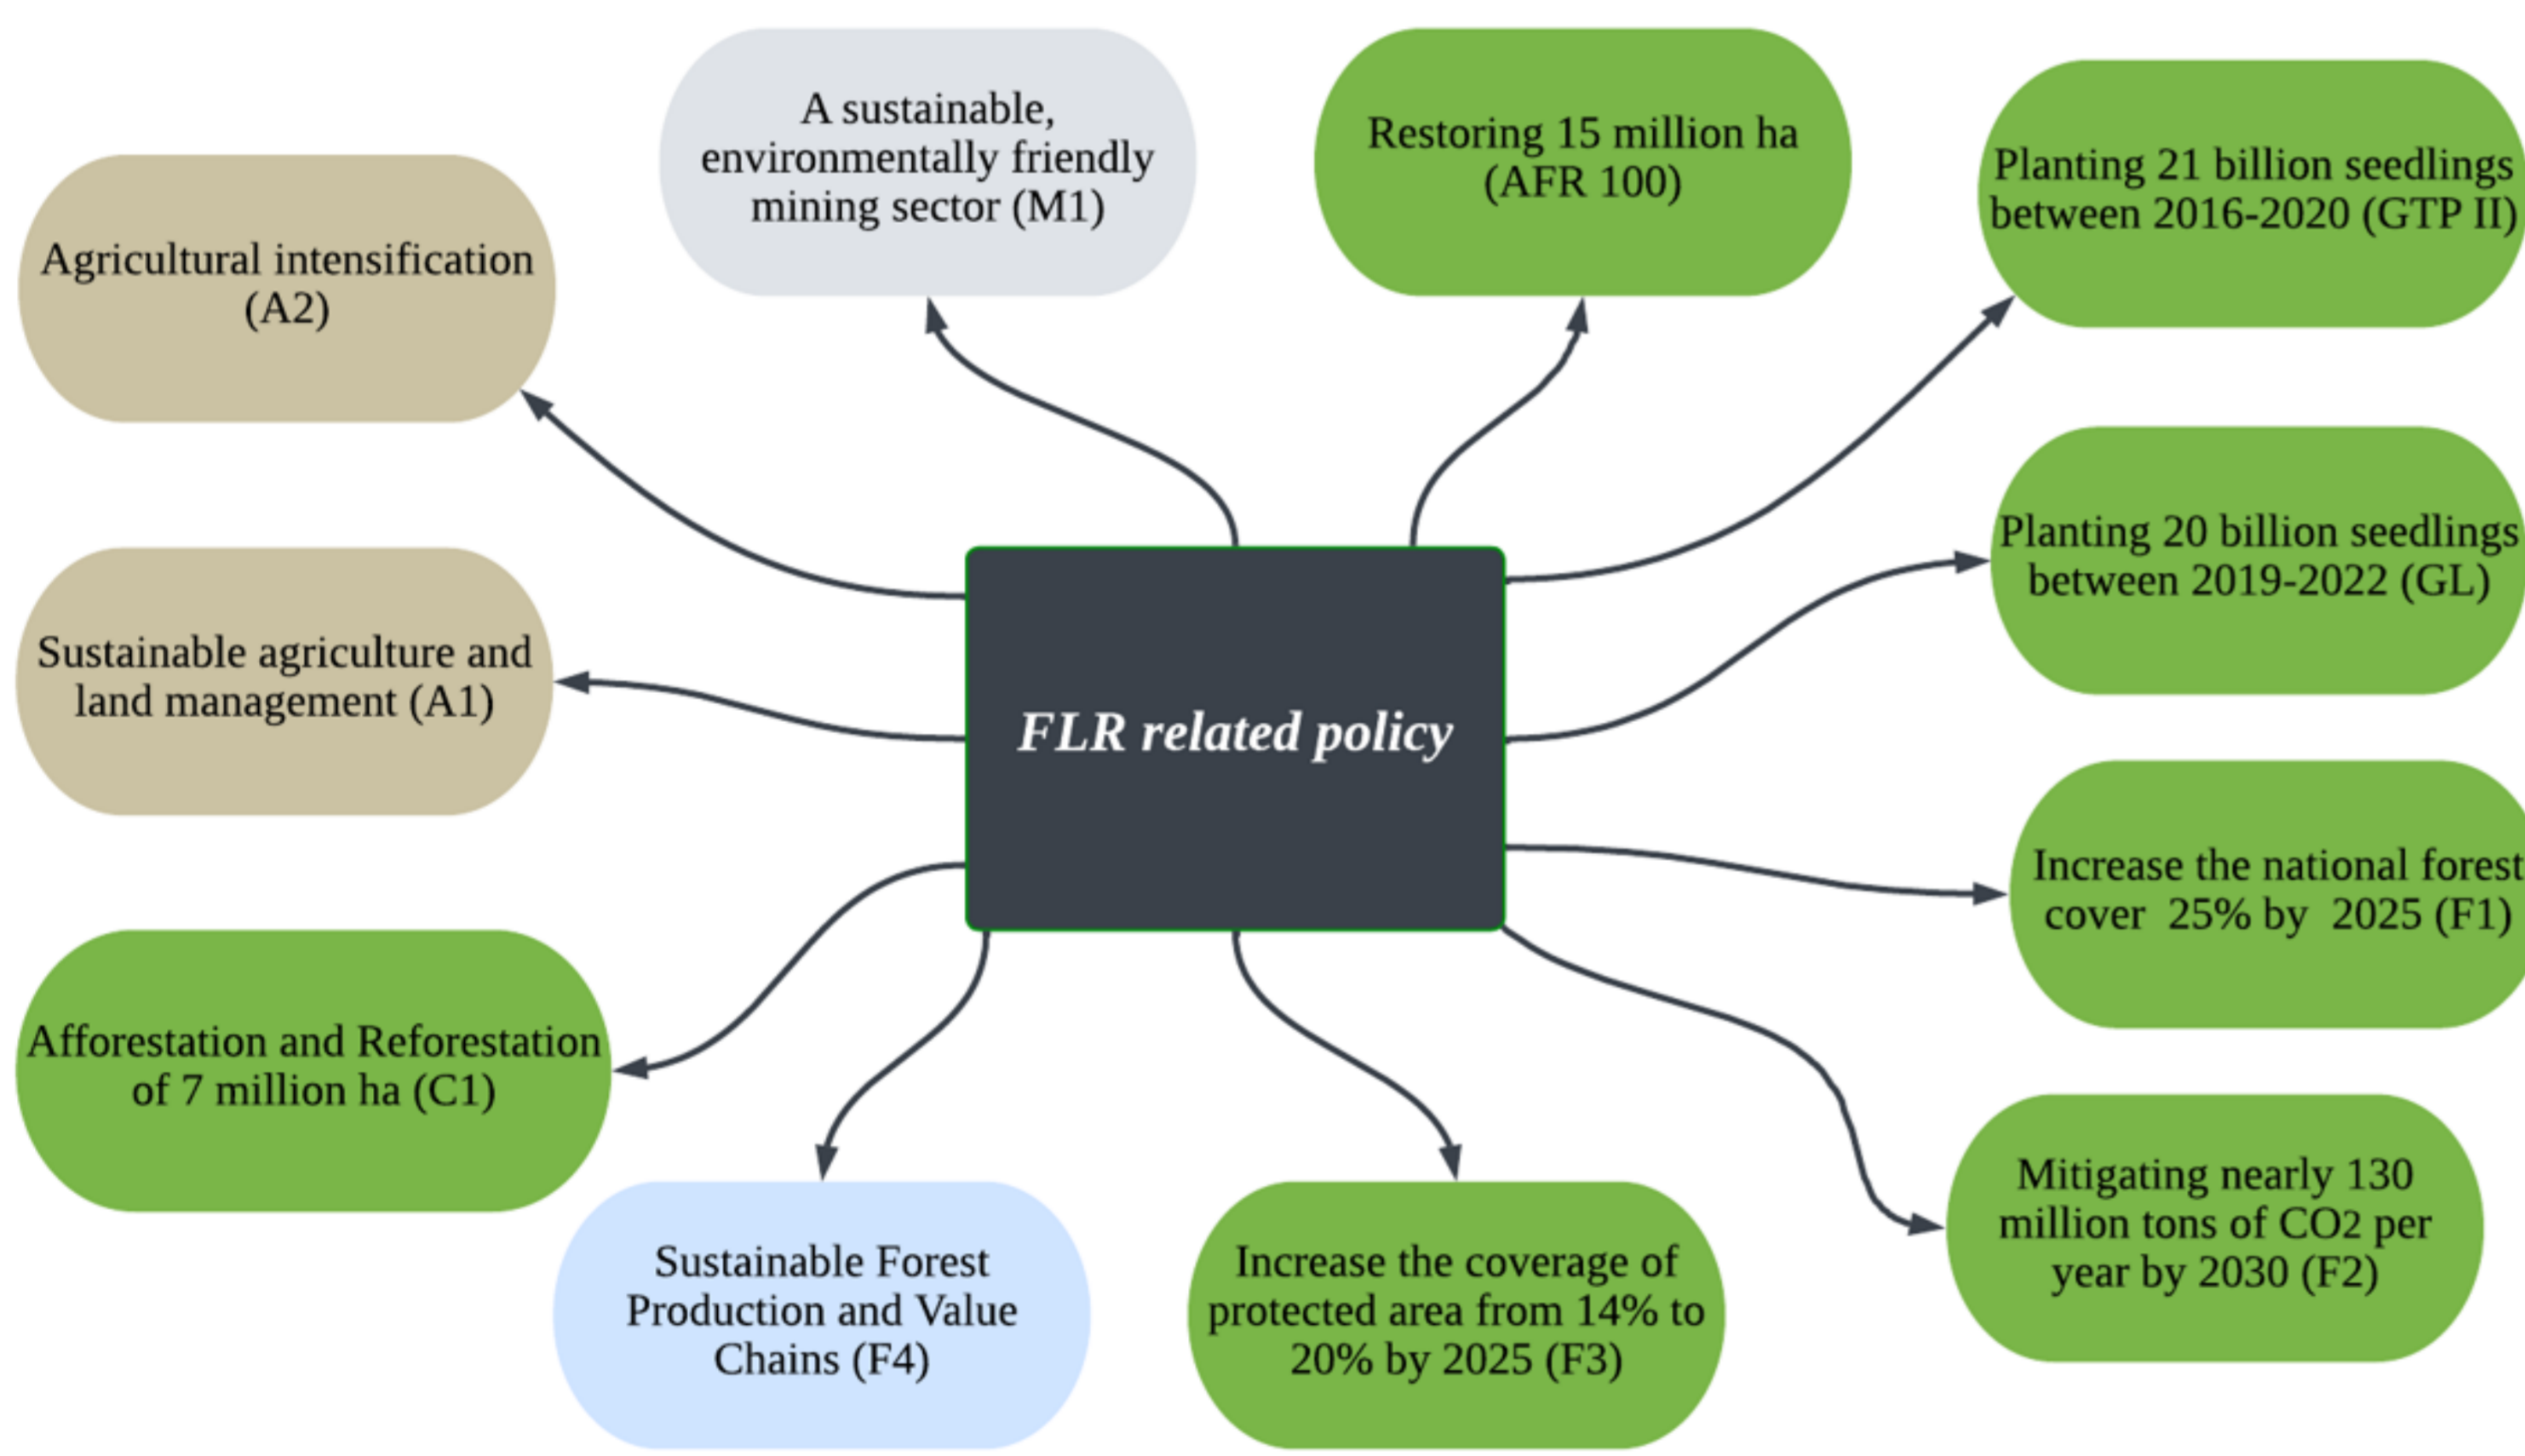 A sustainable,
environmentally friendly
mining sector (M1)
Restoring 15 million ha
(AFR 100)
Planting 21 billion seedlings
between 2016-2020 (GTP II)
Agricultural intensification
(A2)
Planting 20 billion seedlings
between 2019-2022 (GL)
Sustainable agriculture and
land management (A1)
FLR related policy
Increase the national forest
cover 25% by 2025 (F1)
Afforestation and Reforestation
of 7 million ha (C1)
Mitigating nearly 130
million tons of CO2 per
year by 2030 (F2)
Sustainable Forest
Production and Value
Chains (F4)
Increase the coverage of
protected area from 14% to
20% by 2025 (F3)